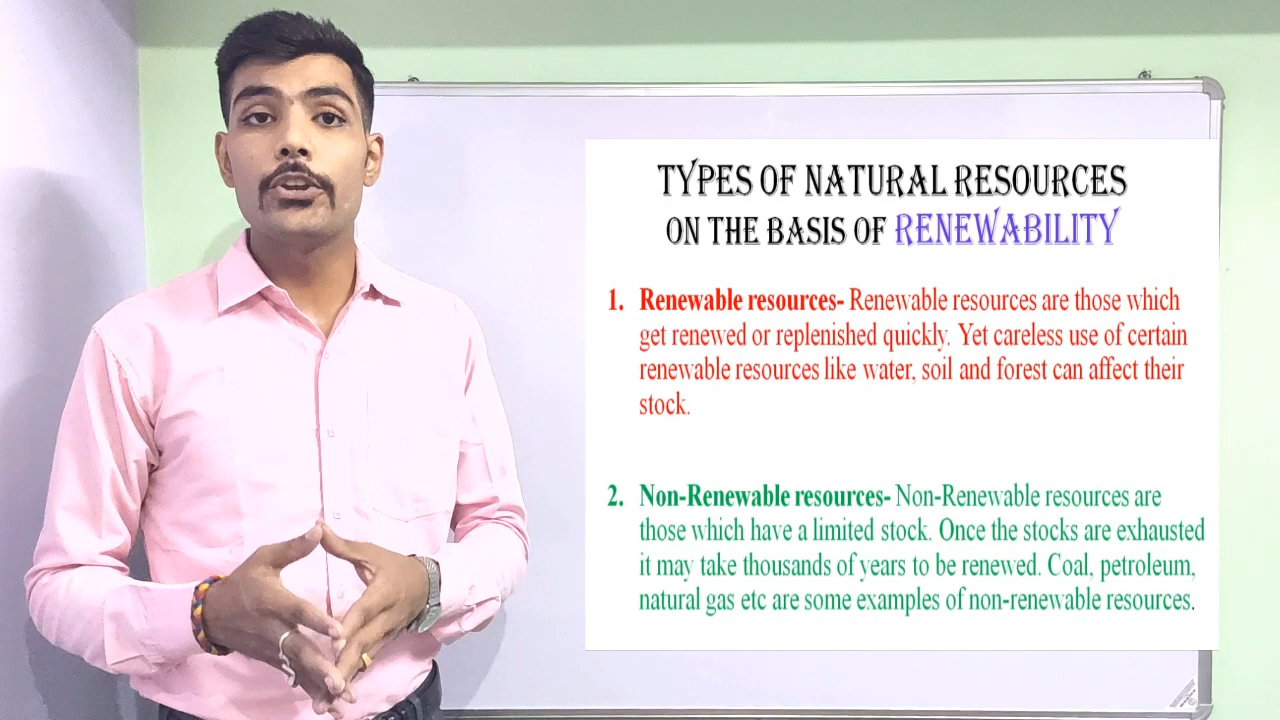 TYPES OF NATURAL RESOURCES
ON THE BASIS OF RENEWABILITY
1. Renewable resources- Renewable resources are those which
get renewed or replenished quickly. Yet careless use of certain
renewable resources like water, soil and forest can affect their
stock.
2. Non-Renewable resources- Non-Renewable resources are
those which have a limited stock. Once the stocks are exhausted
it may take thousands of years to be renewed. Coal, petroleum,
natural gas etc are some examples of non-renewable resources.